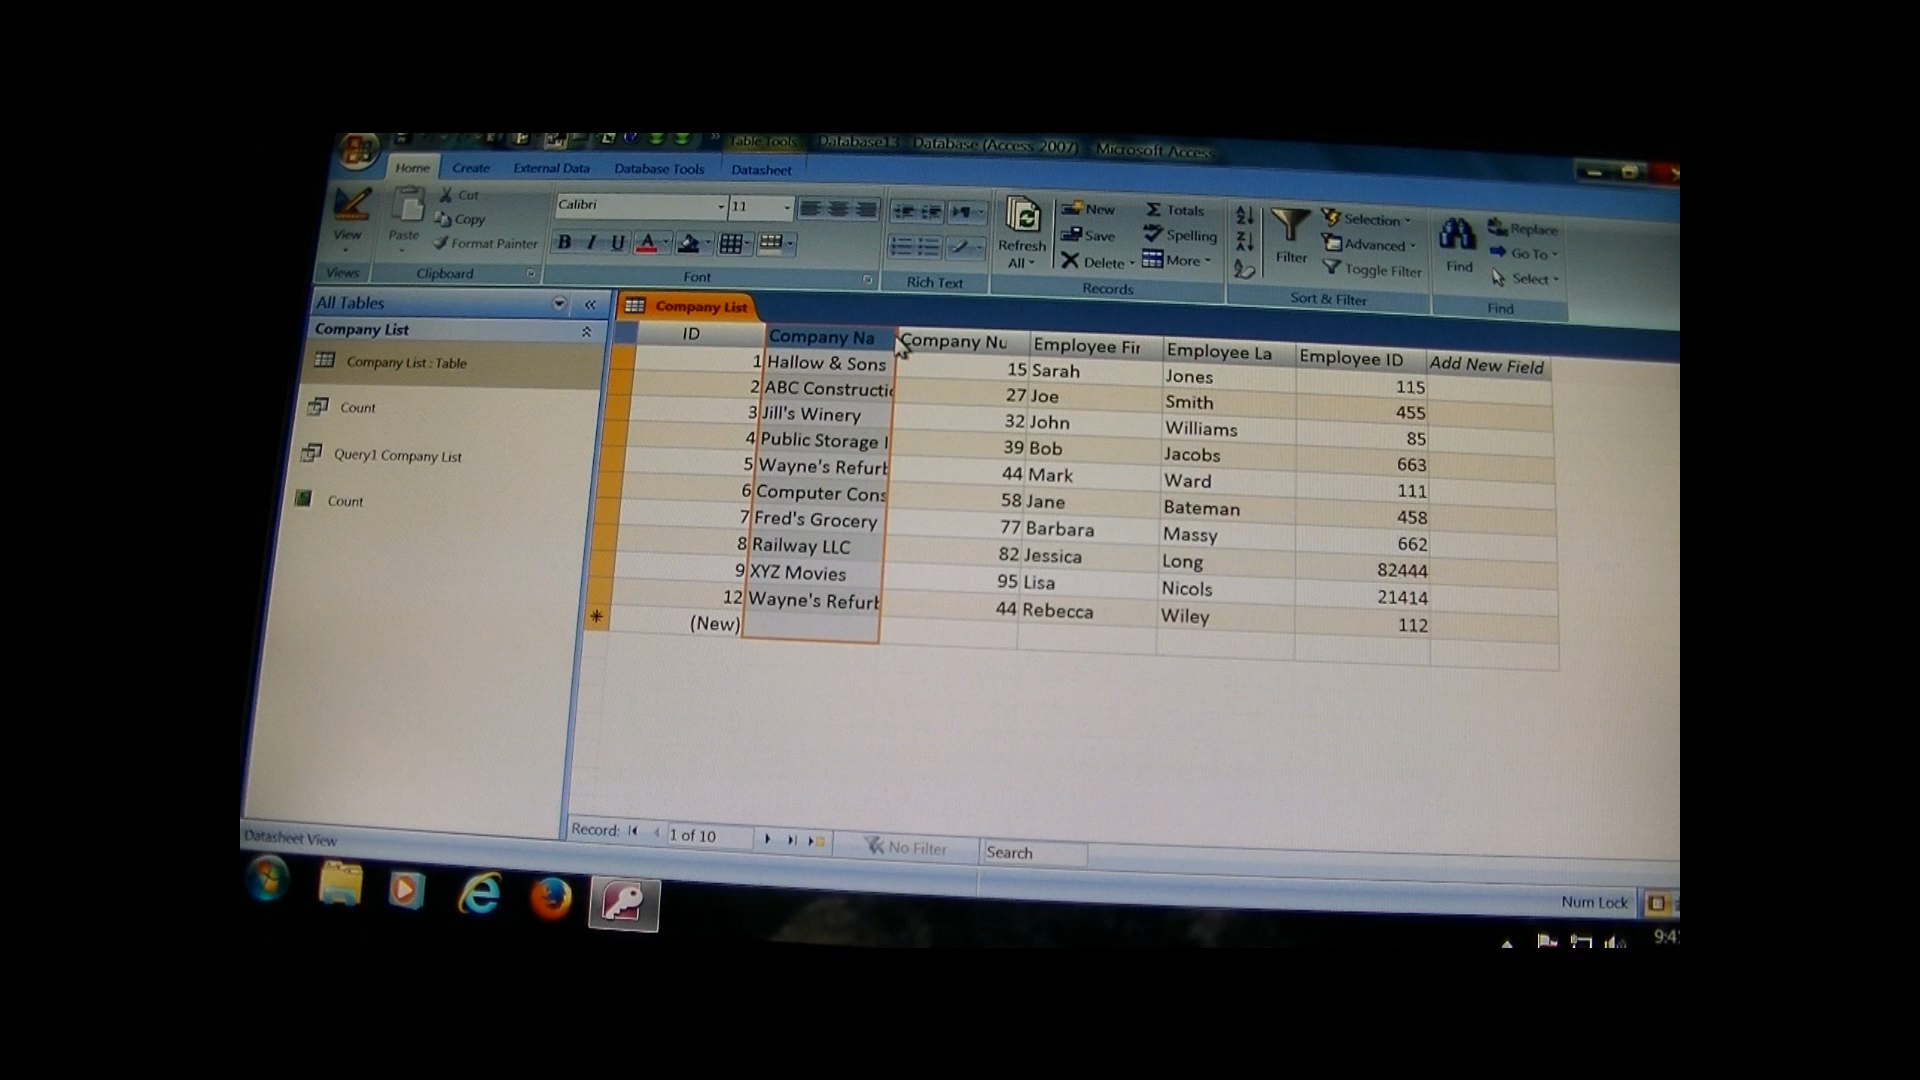 Table Tools Database13 : Database (Access 2007) - Microsoft Access
Home Create External Data Database Tools Datasheet
View
Views
Paste
Cut
Copy
Format Painter
Clipboard
Calibri 11
B I U A
Font
Rich Text
Refresh All
New
Save
Delete
Totals
Spelling
More
Records
Filter
Selection
Advanced
Toggle Filter
Sort & Filter
Find
Replace
Go To
Select
Find
All Tables
Company List
Company List : Table
Count
Query1 Company List
Count
Company List
ID Company Na Company Nu Employee Fir Employee La Employee ID Add New Field
1 Hallow & Sons 15 Sarah Jones 115
2 ABC Constructic 27 Joe Smith 455
3 Jill's Winery 32 John Williams 85
4 Public Storage I 39 Bob Jacobs 663
5 Wayne's Refurb 44 Mark Ward 111
6 Computer Cons 58 Jane Bateman 458
7 Fred's Grocery 77 Barbara Massy 662
8 Railway LLC 82 Jessica Long 82444
9 XYZ Movies 95 Lisa Nicols 21414
12 Wayne's Refurb 44 Rebecca Wiley 112
(New)
Record: 1 of 10 No Filter Search
Datasheet View
Num Lock
9:4